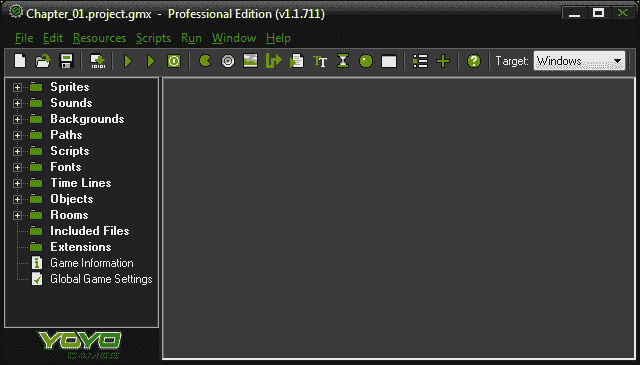 Chapter_01.project.gmx - Professional Edition (v1.1.711)
File Edit Resources Scripts Run Window Help
Target: Windows
Sprites
Sounds
Backgrounds
Paths
Scripts
Fonts
Time Lines
Objects
Rooms
Included Files
Extensions
Game Information
Global Game Settings
YOYO
GAMES